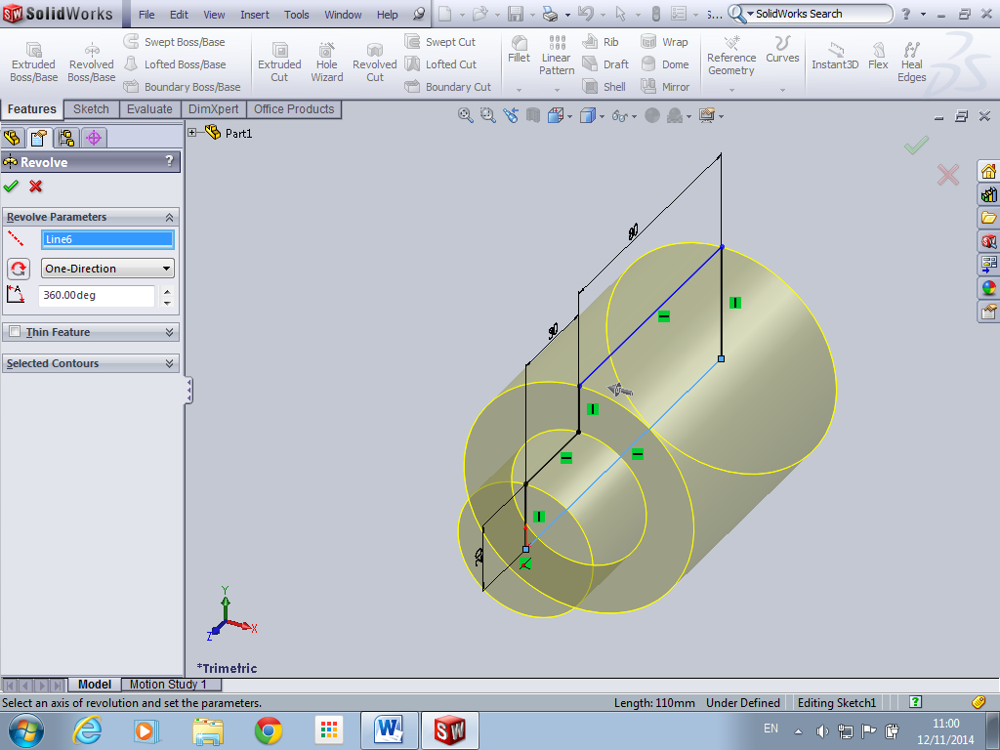 SW SolidWorks File Edit View Insert Tools Window Help S... SolidWorks Search ?
Extruded Boss/Base
Revolved Boss/Base
Swept Boss/Base
Lofted Boss/Base
Boundary Boss/Base
Extruded Cut
Hole Wizard
Revolved Cut
Swept Cut
Lofted Cut
Boundary Cut
Fillet
Linear Pattern
Rib
Draft
Shell
Wrap
Dome
Mirror
Reference Geometry
Curves
Instant3D
Flex
Heal Edges
Features Sketch Evaluate DimXpert Office Products
Part1
Revolve ?
Revolve Parameters
Line6
One-Direction
360.00deg
Thin Feature
Selected Contours
Y
X
Z
*Trimetric
Model Motion Study 1
Select an axis of revolution and set the parameters. Length: 110mm Under Defined Editing Sketch1 ?
EN 11:00
12/11/2014